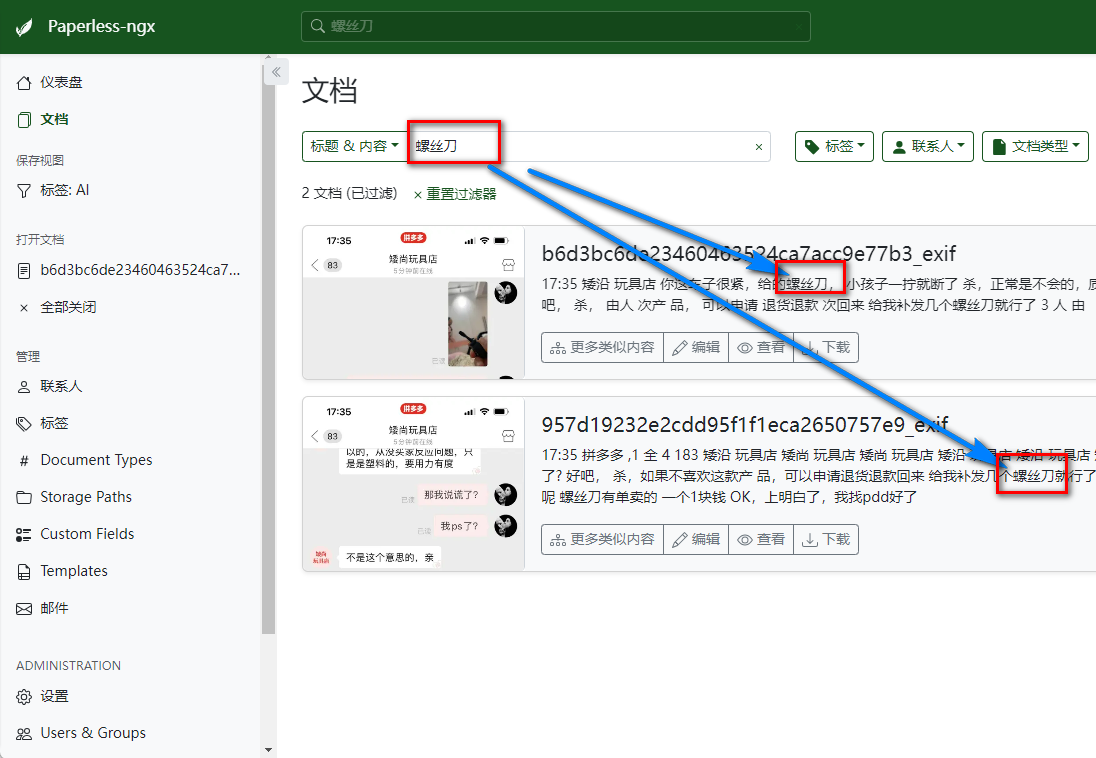 Paperless-ngx
螺丝刀
仪表盘
文档
保存视图
标签: AI
打开文档
b6d3bc6de23460463524ca7...
全部关闭
管理
联系人
标签
# Document Types
Storage Paths
Custom Fields
Templates
邮件
ADMINISTRATION
设置
Users & Groups
文档
标题 & 内容
螺丝刀
标签
联系人
文档类型
2 文档 (已过滤)
× 重置过滤器
17:35
拼多多
83
矮尚玩具店
5分钟前在线
已读
b6d3bc6de23460463524ca7acc9e77b3_exif
17:35 矮沿 玩具店 你这车子很紧，给的螺丝刀， 小孩子一拧就断了 杀，正常是不会的，质
吧， 杀， 由人 次产 品， 可以申请 退货退款 次回来 给我补发几个螺丝刀就行了 3 人 由
更多类似内容
编辑
查看
下载
17:35
拼多多
83
矮尚玩具店
5分钟前在线
以的，从没买家反应问题，只
是是塑料的，要用力有度
已读
那我说谎了?
已读
我ps了?
矮尚
玩具店
不是这个意思的，亲
957d19232e2cdd95f1f1eca2650757e9_exif
17:35 拼多多 ,1 全 4 183 矮沿 玩具店 矮尚 玩具店 矮尚 玩具店 矮沿 玩具店 矮沿 玩具店
了? 好吧， 杀，如果不喜欢这款产 品，可以申请退货退款回来 给我补发几个螺丝刀就行了
呢 螺丝刀有单卖的 一个1块钱 OK，上明白了，我找pdd好了
更多类似内容
编辑
查看
下载